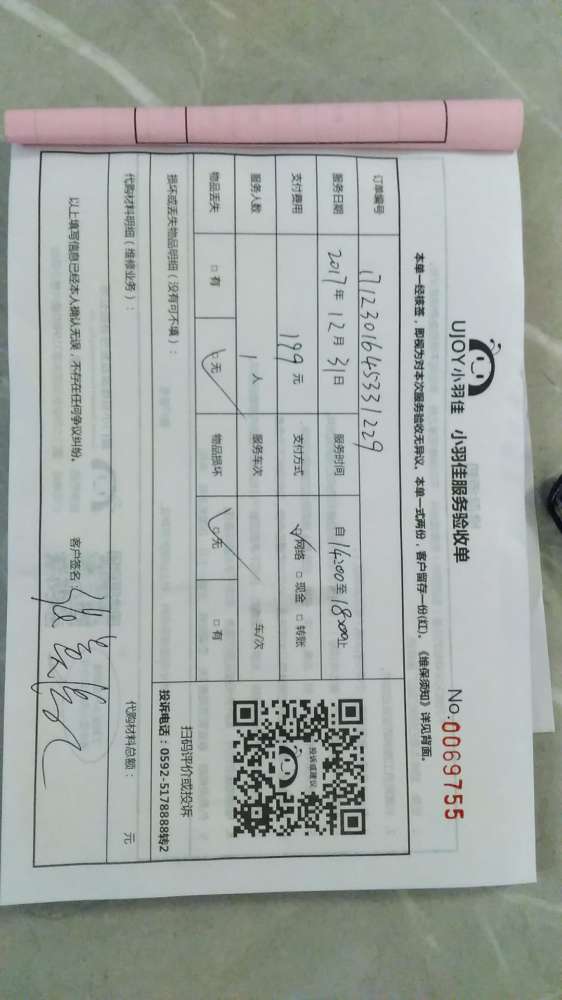 UJOY小羽佳 小羽佳服务验收单
No.0069755
本单一经核签,即视为对本次服务验收无异议。本单一式两份,客户留存一份(红)。《维保须知》详见背面。
订单编号 171230164533​1229
服务日期 2017年12月31日 服务时间 自14:00至18:00止
支付费用 199元 支付方式 ☑网络 □现金 □转账
服务人数 1人 服务车次 车/次
物品丢失 □有 ☑无 物品损坏 ☑无 □有
投诉或建议
扫码评价或投诉
投诉电话:0592-5178888转2
损坏或丢失物品明细(没有可不填):
代购材料明细(维修业务): 代购材料总额: 元
以上填写信息已经本人确认无误,不存在任何争议纠纷。 客户签名: